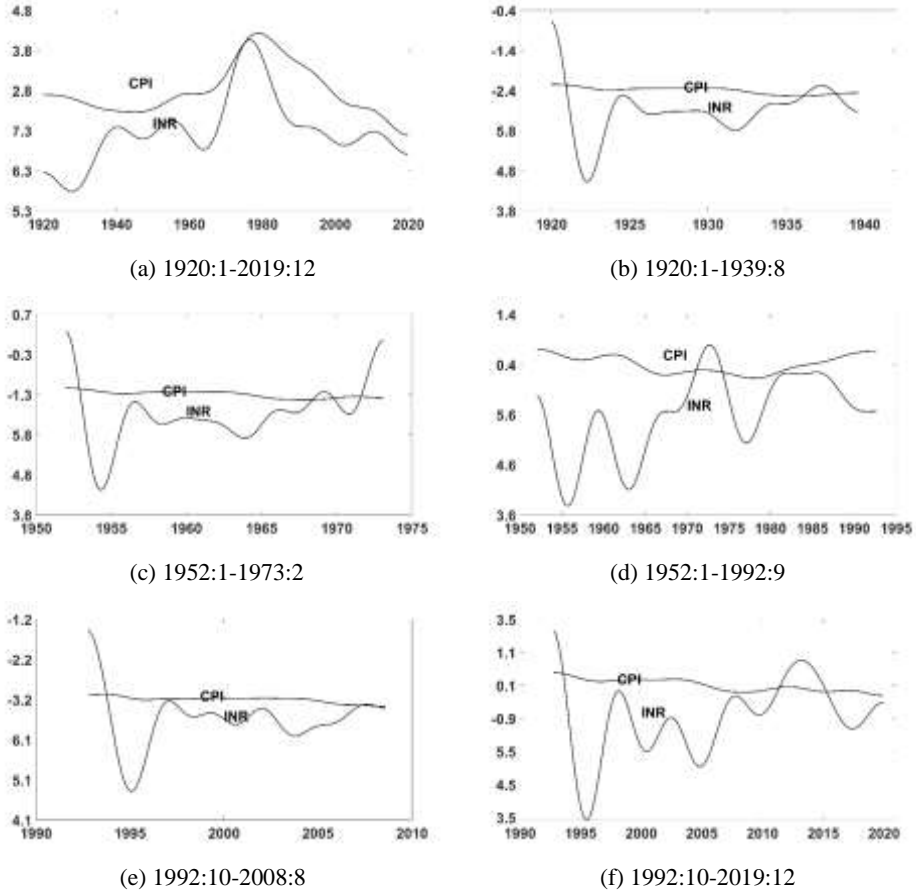 4.8
3.8
2.8
7.3
6.3
5.3
CPI
INR
1920 1940 1960 1980 2000 2020
(a) 1920:1-2019:12
-0.4
-1.4
-2.4
5.8
4.8
3.8
CPI
INR
1920 1925 1930 1935 1940
(b) 1920:1-1939:8
0.7
-0.3
-1.3
5.8
4.8
3.8
CPI
INR
1950 1955 1960 1965 1970 1975
(c) 1952:1-1973:2
1.4
0.4
5.6
4.6
3.6
CPI
INR
1950 1955 1960 1965 1970 1975 1980 1985 1990 1995
(d) 1952:1-1992:9
-1.2
-2.2
-3.2
6.1
5.1
4.1
CPI
INR
1990 1995 2000 2005 2010
(e) 1992:10-2008:8
3.5
1.1
0.1
-0.9
5.5
4.5
3.5
CPI
INR
1990 1995 2000 2005 2010 2015 2020
(f) 1992:10-2019:12